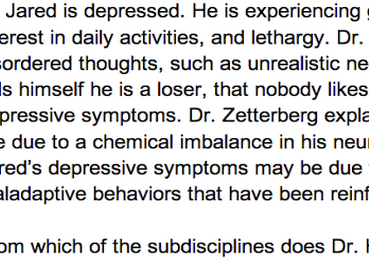 Jared is depressed. He is experiencing
erest in daily activities, and lethargy. Dr.
sordered thoughts, such as unrealistic ne
ls himself he is a loser, that nobody likes
pressive symptoms. Dr. Zetterberg expla
e due to a chemical imbalance in his neu
red's depressive symptoms may be due
aladaptive behaviors that have been reinf
om which of the subdisciplines does Dr.